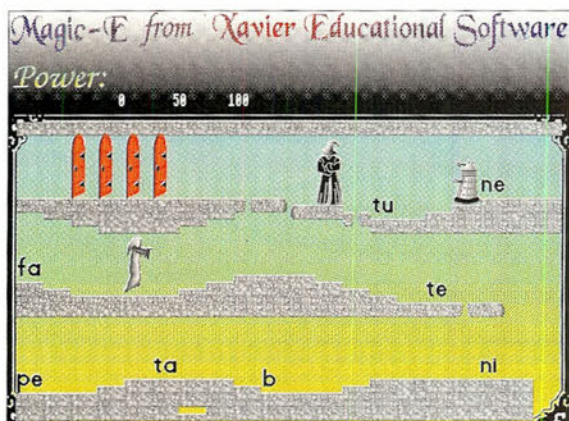 Magic-E from Xavier Educational Software
Power:
0 50 100
ne
tu
fa
te
ta
pe
b
ni